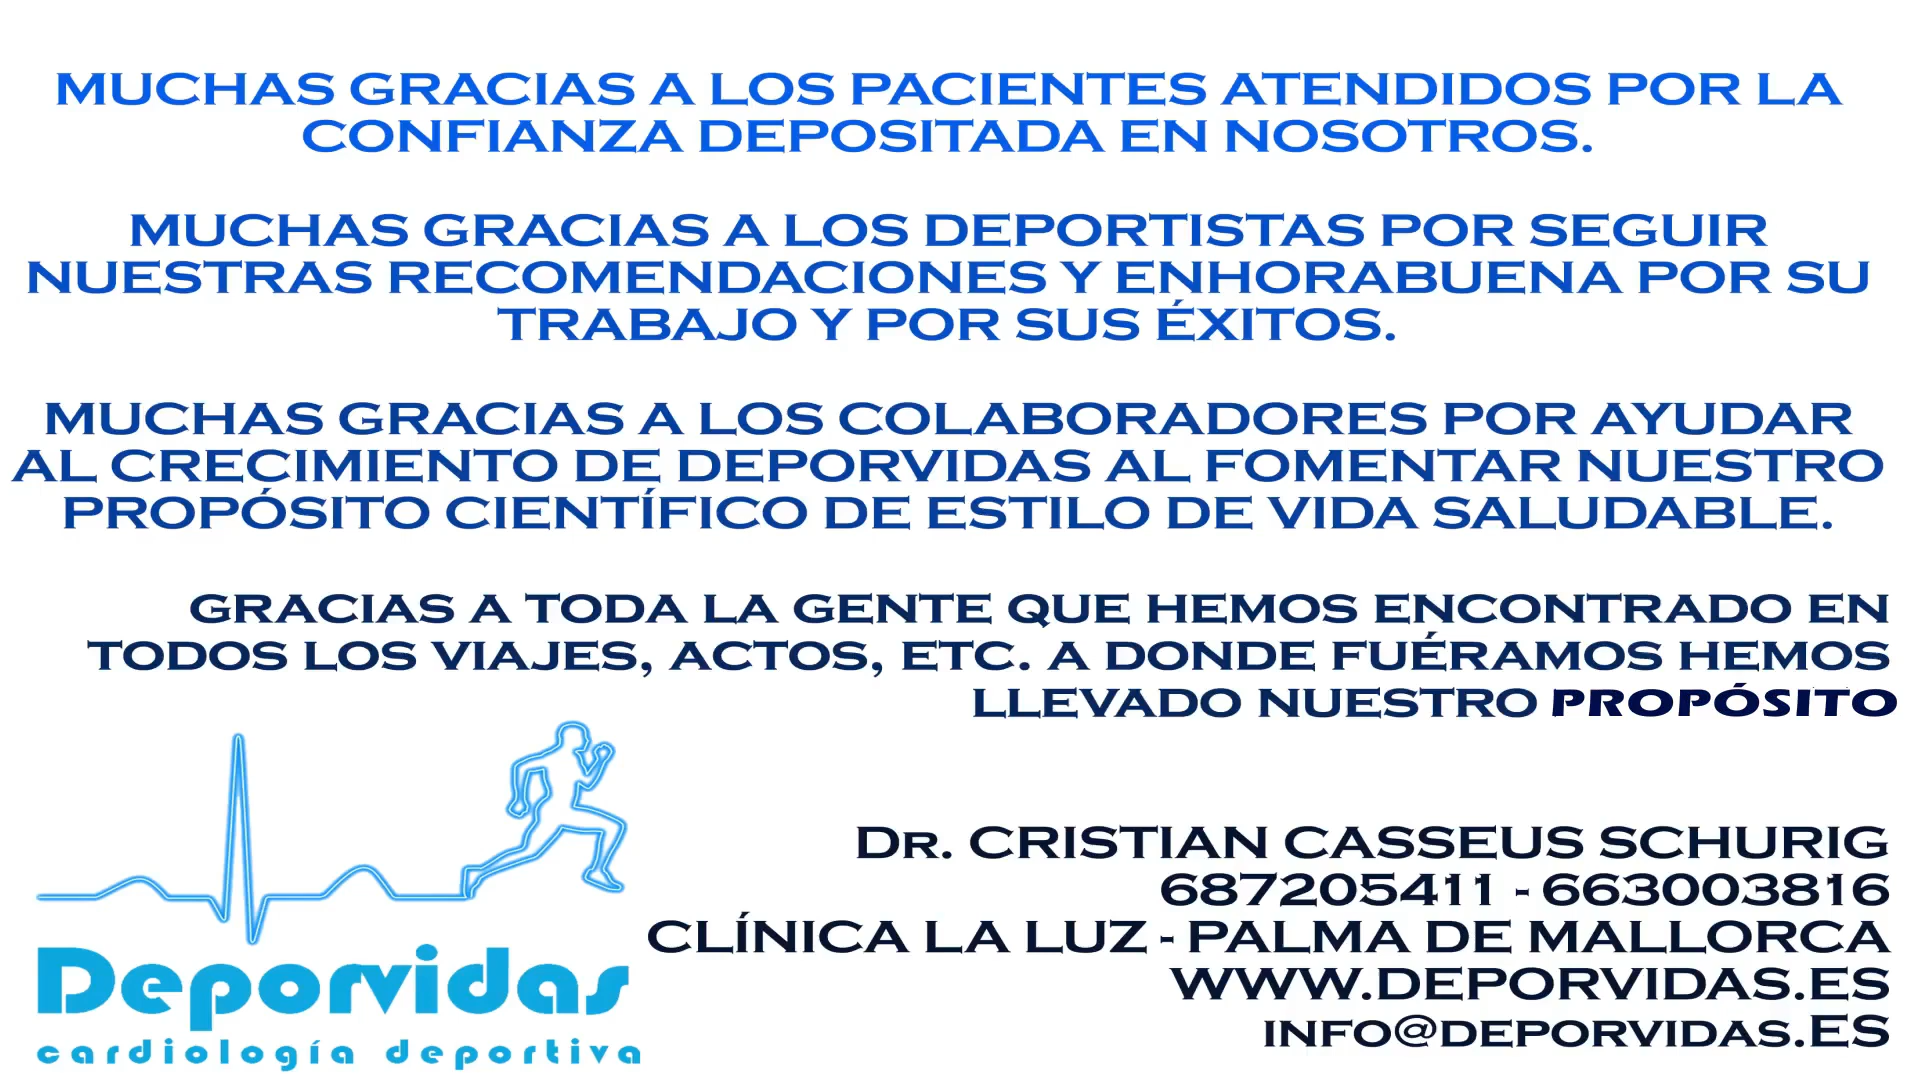 MUCHAS GRACIAS A LOS PACIENTES ATENDIDOS POR LA
CONFIANZA DEPOSITADA EN NOSOTROS.
MUCHAS GRACIAS A LOS DEPORTISTAS POR SEGUIR
NUESTRAS RECOMENDACIONES Y ENHORABUENA POR SU
TRABAJO Y POR SUS ÉXITOS.
MUCHAS GRACIAS A LOS COLABORADORES POR AYUDAR
AL CRECIMIENTO DE DEPORVIDAS AL FOMENTAR NUESTRO
PROPÓSITO CIENTÍFICO DE ESTILO DE VIDA SALUDABLE.
GRACIAS A TODA LA GENTE QUE HEMOS ENCONTRADO EN
TODOS LOS VIAJES, ACTOS, ETC. A DONDE FUÉRAMOS HEMOS
LLEVADO NUESTRO PROPÓSITO
DR. CRISTIAN CASSEUS SCHURIG
687205411 - 663003816
CLÍNICA LA LUZ - PALMA DE MALLORCA
WWW.DEPORVIDAS.ES
INFO@DEPORVIDAS.ES
Deporvidas
cardiología deportiva